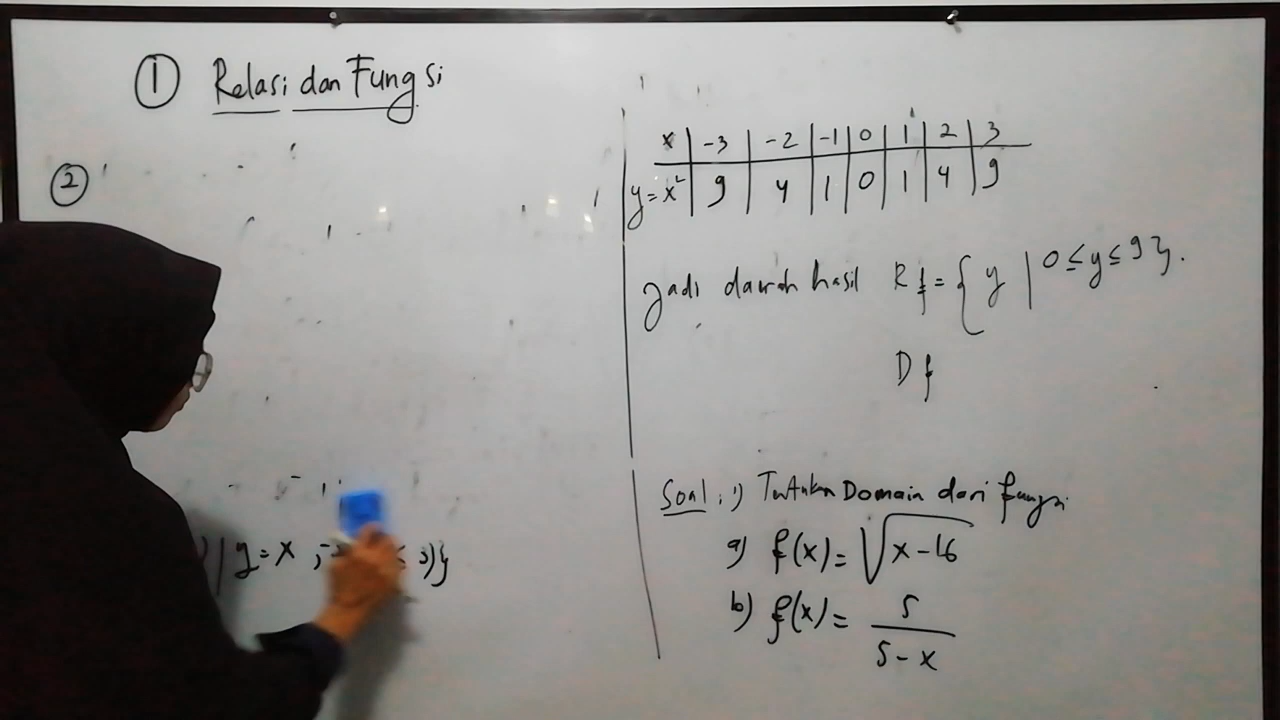 ① Relasi dan Fungsi
②
| y = x
3)}
x | -3 | -2 | -1 | 0 | 1 | 2 | 3
y = x² | 9 | 4 | 1 | 0 | 1 | 4 | 9
Jadi daerah hasil Rf = { y | 0 ≤ y ≤ 9 }.
Df
Soal : 1) Tentukan Domain dari fungsi
a) f(x) = √(x - 16)
b) f(x) = 5/(5 - x)